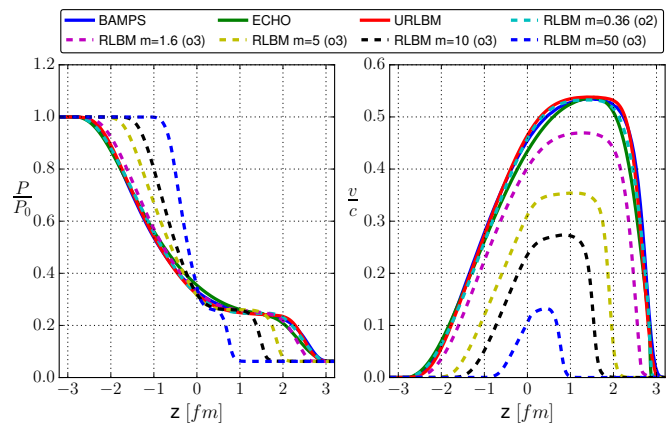 BAMPS ECHO URLBM RLBM m=0.36 (o2)
RLBM m=1.6 (o3) RLBM m=5 (o3) RLBM m=10 (o3) RLBM m=50 (o3)
1.2
1.0
0.8
0.6
0.4
0.2
0.0
P/P₀
−3 −2 −1 0 1 2 3
z [fm]
0.6
0.5
0.4
0.3
0.2
0.1
0.0
v/c
−3 −2 −1 0 1 2 3
z [fm]